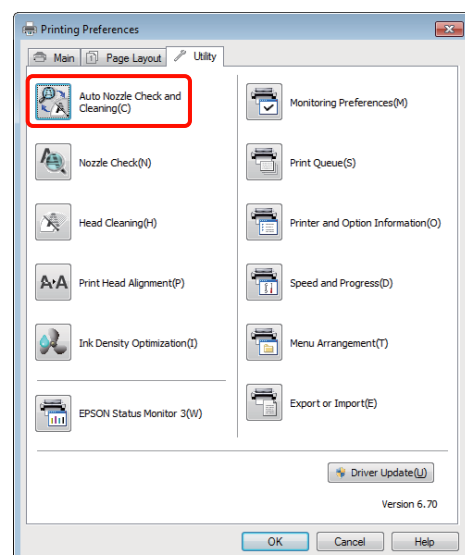 Printing Preferences
Main
Page Layout
Utility
Auto Nozzle Check and
Cleaning(C)
Nozzle Check(N)
Head Cleaning(H)
Print Head Alignment(P)
Ink Density Optimization(I)
EPSON Status Monitor 3(W)
Monitoring Preferences(M)
Print Queue(S)
Printer and Option Information(O)
Speed and Progress(D)
Menu Arrangement(T)
Export or Import(E)
Driver Update(U)
Version 6.70
OK
Cancel
Help